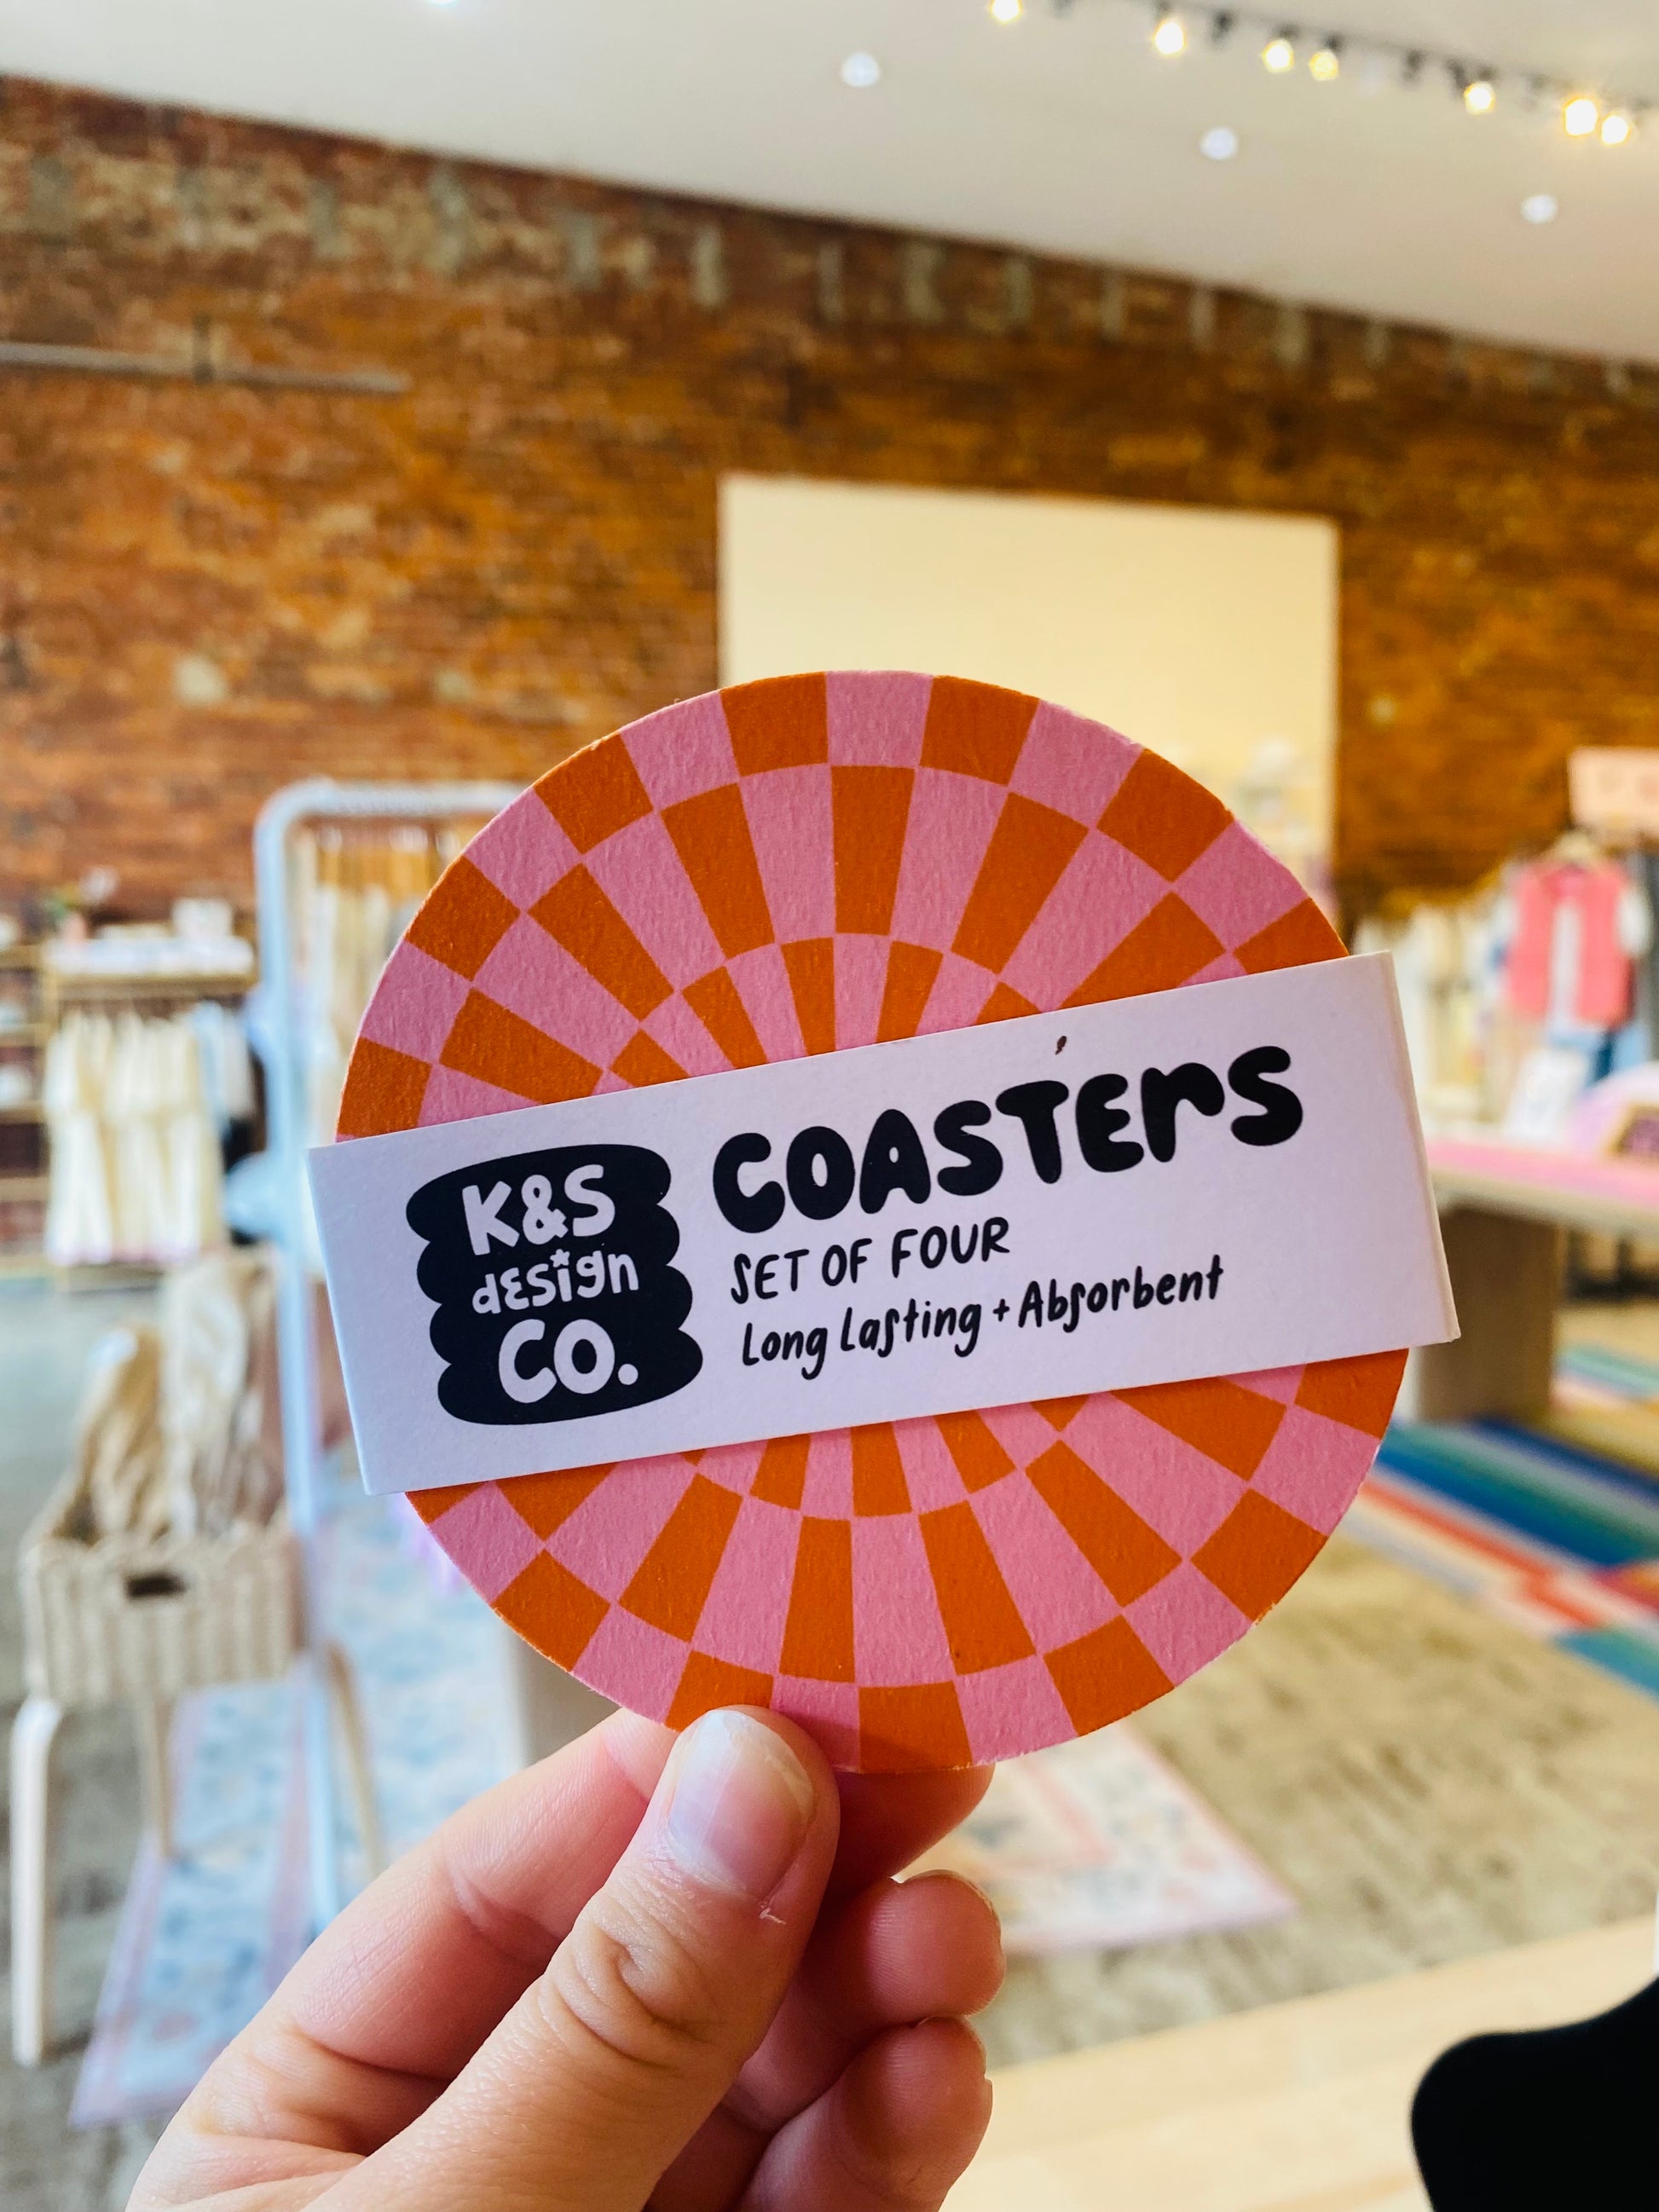 K&S
design
CO.
COASTErS
SET OF FOUR
Long Lasting + Absorbent